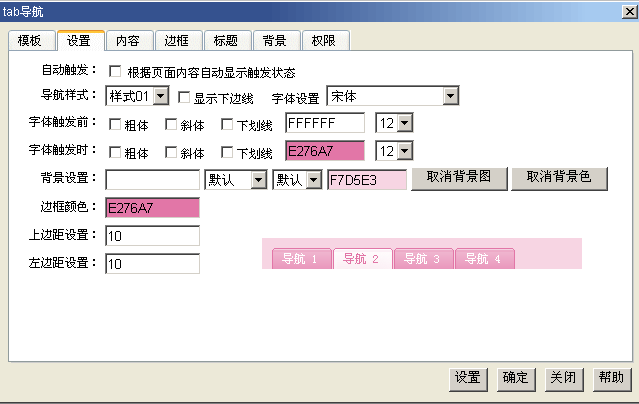 tab导航
模板 设置 内容 边框 标题 背景 权限
自动触发： 根据页面内容自动显示触发状态
导航样式： 样式01 显示下边线 字体设置 宋体
字体触发前： 粗体 斜体 下划线 FFFFFF 12
字体触发时： 粗体 斜体 下划线 E276A7 12
背景设置： 默认 默认 F7D5E3 取消背景图 取消背景色
边框颜色： E276A7
上边距设置： 10
左边距设置： 10
导航 1 导航 2 导航 3 导航 4
设置 确定 关闭 帮助